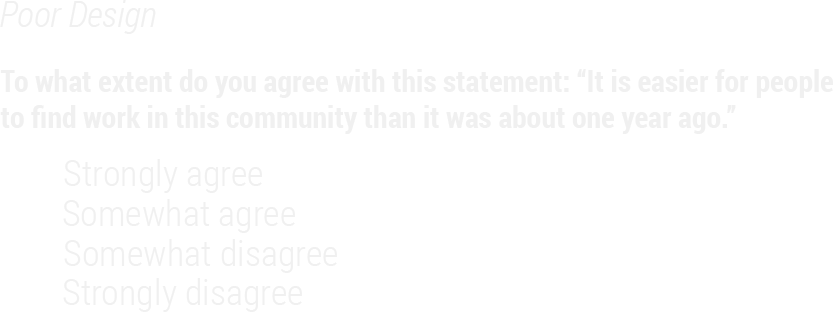 Poor Design
To what extent do you agree with this statement: “It is easier for people
to find work in this community than it was about one year ago.”
Strongly agree
Somewhat agree
Somewhat disagree
Strongly disagree